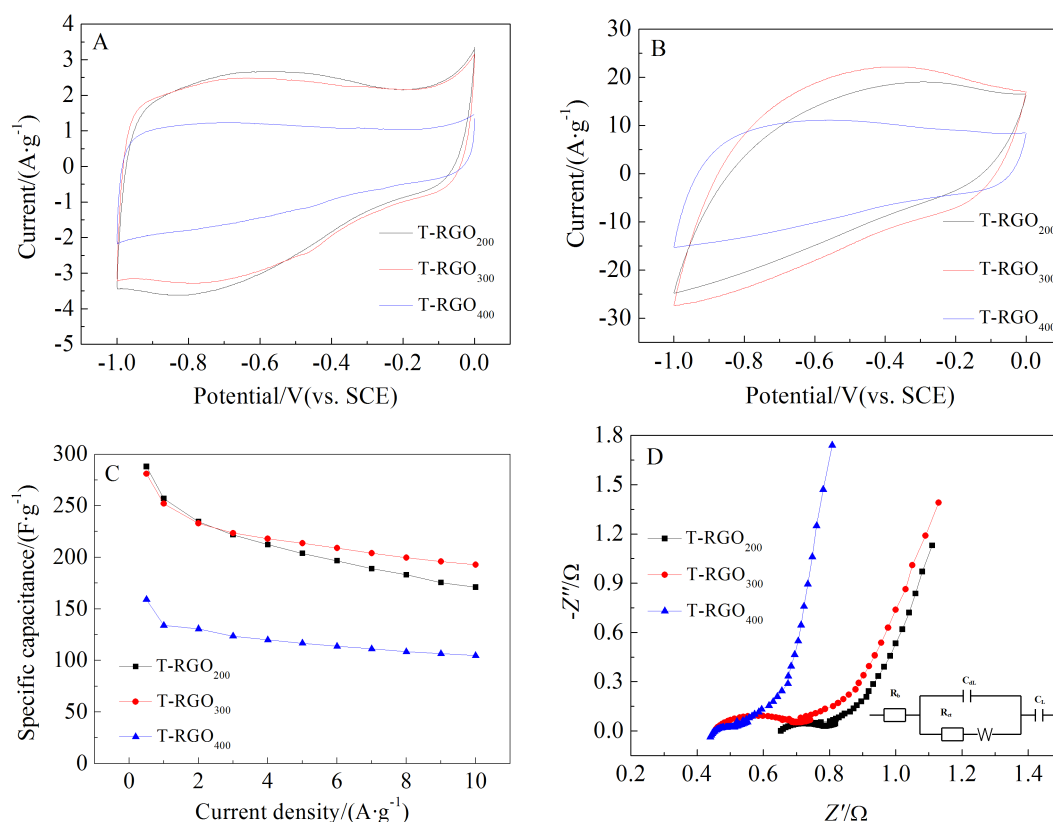 A
4
3
2
1
0
-1
-2
-3
-4
-5
Current/(A·g⁻¹)
T-RGO₂₀₀
T-RGO₃₀₀
T-RGO₄₀₀
-1.0 -0.8 -0.6 -0.4 -0.2 0.0
Potential/V(vs. SCE)
B
30
20
10
0
-10
-20
-30
Current/(A·g⁻¹)
T-RGO₂₀₀
T-RGO₃₀₀
T-RGO₄₀₀
-1.0 -0.8 -0.6 -0.4 -0.2 0.0
Potential/V(vs. SCE)
C
300
250
200
150
100
50
0
Specific capacitance/(F·g⁻¹)
T-RGO₂₀₀
T-RGO₃₀₀
T-RGO₄₀₀
0 2 4 6 8 10
Current density/(A·g⁻¹)
D
1.8
1.5
1.2
0.9
0.6
0.3
0.0
-Z''/Ω
T-RGO₂₀₀
T-RGO₃₀₀
T-RGO₄₀₀
C_dL
R_b
R_ct
C_L
0.2 0.4 0.6 0.8 1.0 1.2 1.4
Z'/Ω